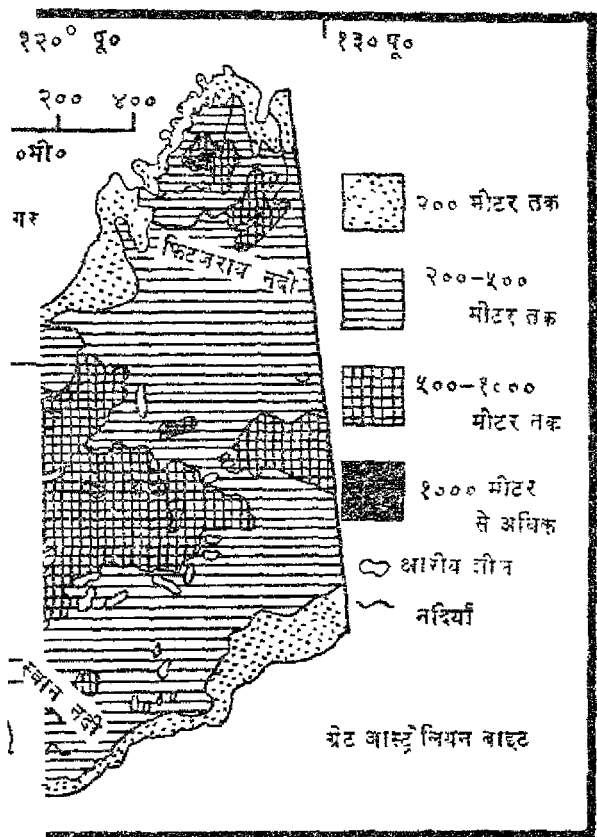 १२०° पू०
१३० पू०
२०० ४००
०मी०
गर
फिटजराय नदी
२०० मीटर तक
२००-५००
मीटर तक
५००-१०००
मीटर तक
१००० मीटर
से अधिक
क्षारीय झील
नदियाँ
स्वान नदी
ग्रेट आस्ट्रेलियन बाइट